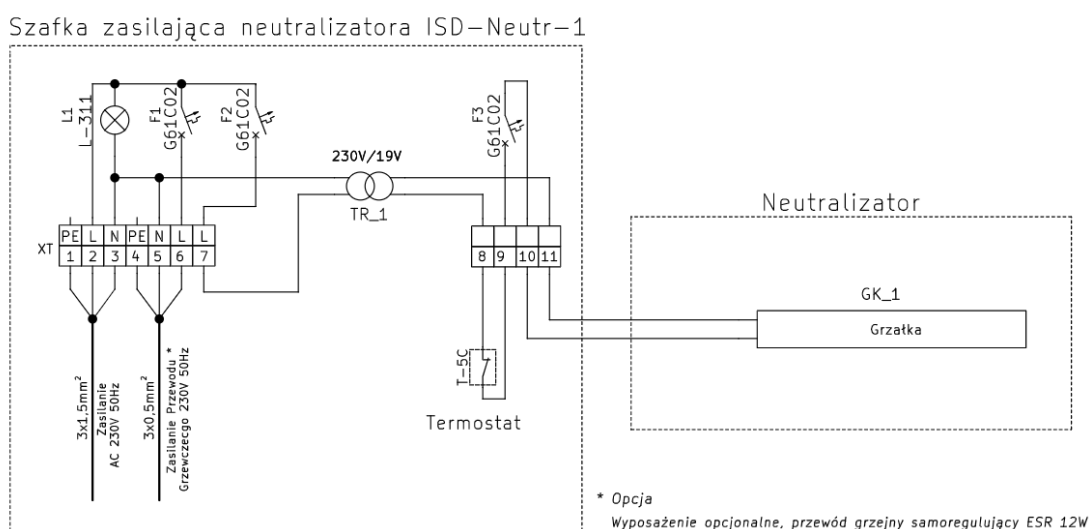 Szafka zasilająca neutralizatora ISD-Neutr-1
L1
L-311
F1
G61C02
F2
G61C02
F3
G61C02
230V/19V
TR_1
Neutralizator
XT
PE L N PE N L L
1 2 3 4 5 6 7
8 9 10 11
GK_1
Grzałka
T-5C
Termostat
3x1,5mm²
Zasilanie
AC 230V 50Hz
3x0,5mm²
Zasilanie Przewodu *
Grzewczecgo 230V 50Hz
* Opcja
Wyposażenie opcjonalne, przewód grzejny samoregulujący ESR 12W